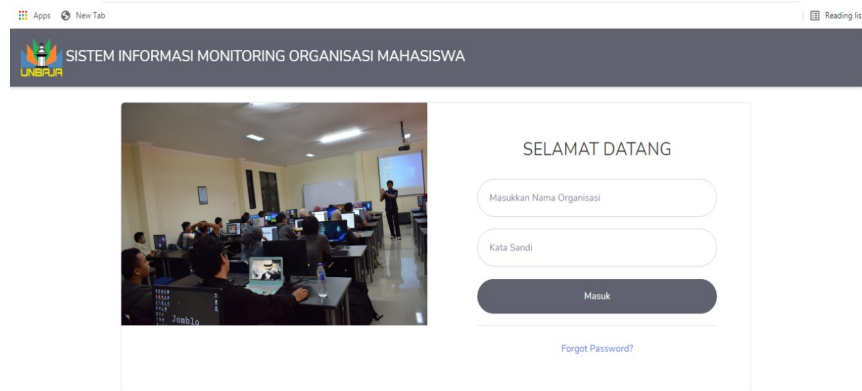 Apps New Tab Reading lis
UNBAJA
SISTEM INFORMASI MONITORING ORGANISASI MAHASISWA
SELAMAT DATANG
Masukkan Nama Organisasi
Kata Sandi
Masuk
Forgot Password?
Jomblo